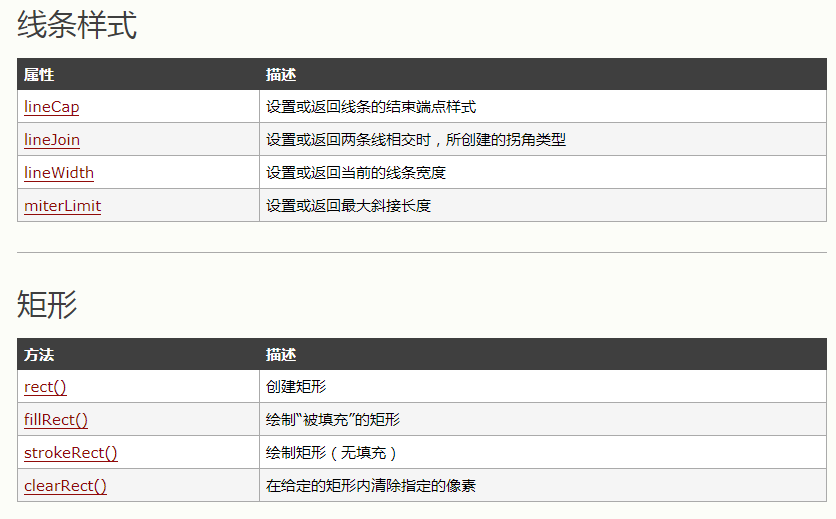 线条样式
属性 描述
lineCap 设置或返回线条的结束端点样式
lineJoin 设置或返回两条线相交时，所创建的拐角类型
lineWidth 设置或返回当前的线条宽度
miterLimit 设置或返回最大斜接长度
矩形
方法 描述
rect() 创建矩形
fillRect() 绘制“被填充”的矩形
strokeRect() 绘制矩形（无填充）
clearRect() 在给定的矩形内清除指定的像素